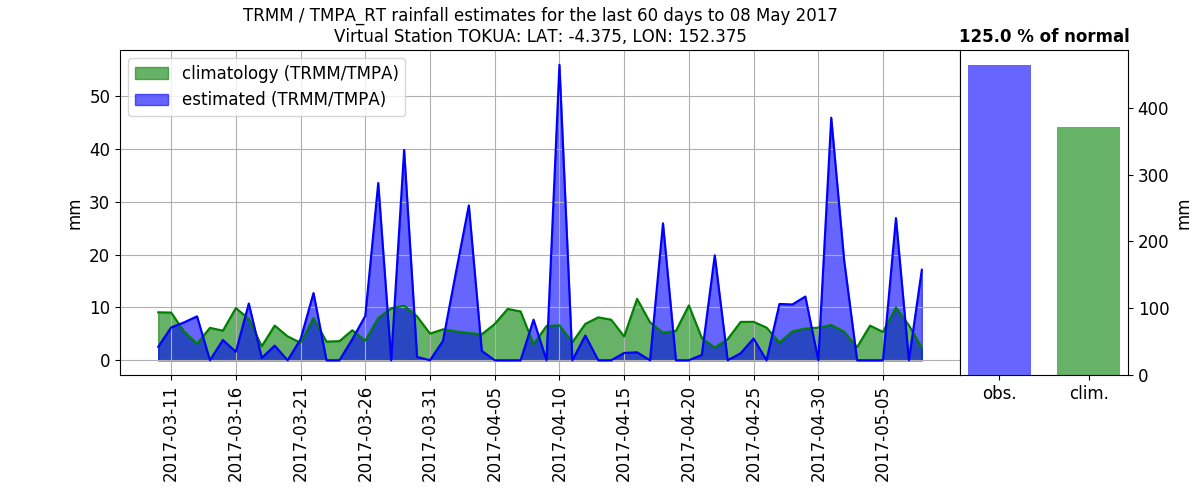 TRMM / TMPA_RT rainfall estimates for the last 60 days to 08 May 2017
Virtual Station TOKUA: LAT: -4.375, LON: 152.375
125.0 % of normal
climatology (TRMM/TMPA)
estimated (TRMM/TMPA)
50
40
30
20
10
0
mm
2017-03-11
2017-03-16
2017-03-21
2017-03-26
2017-03-31
2017-04-05
2017-04-10
2017-04-15
2017-04-20
2017-04-25
2017-04-30
2017-05-05
400
300
200
100
0
mm
obs.
clim.